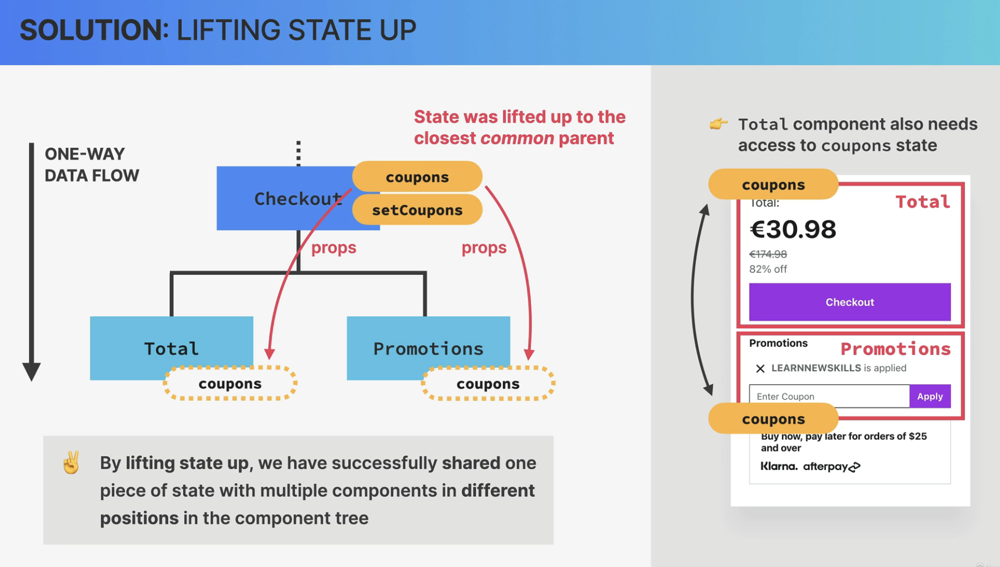 SOLUTION: LIFTING STATE UP
ONE-WAY
DATA FLOW
State was lifted up to the
closest common parent
Checkout
coupons
setCoupons
props
props
Total
coupons
Promotions
coupons
✌️ By lifting state up, we have successfully shared one
piece of state with multiple components in different
positions in the component tree
👉 Total component also needs
access to coupons state
coupons
Total
Total:
€30.98
€174.98
82% off
Checkout
Promotions
Promotions
LEARNNEWSKILLS is applied
Enter Coupon
Apply
coupons
Buy now, pay later for orders of $25
and over
Klarna. afterpay